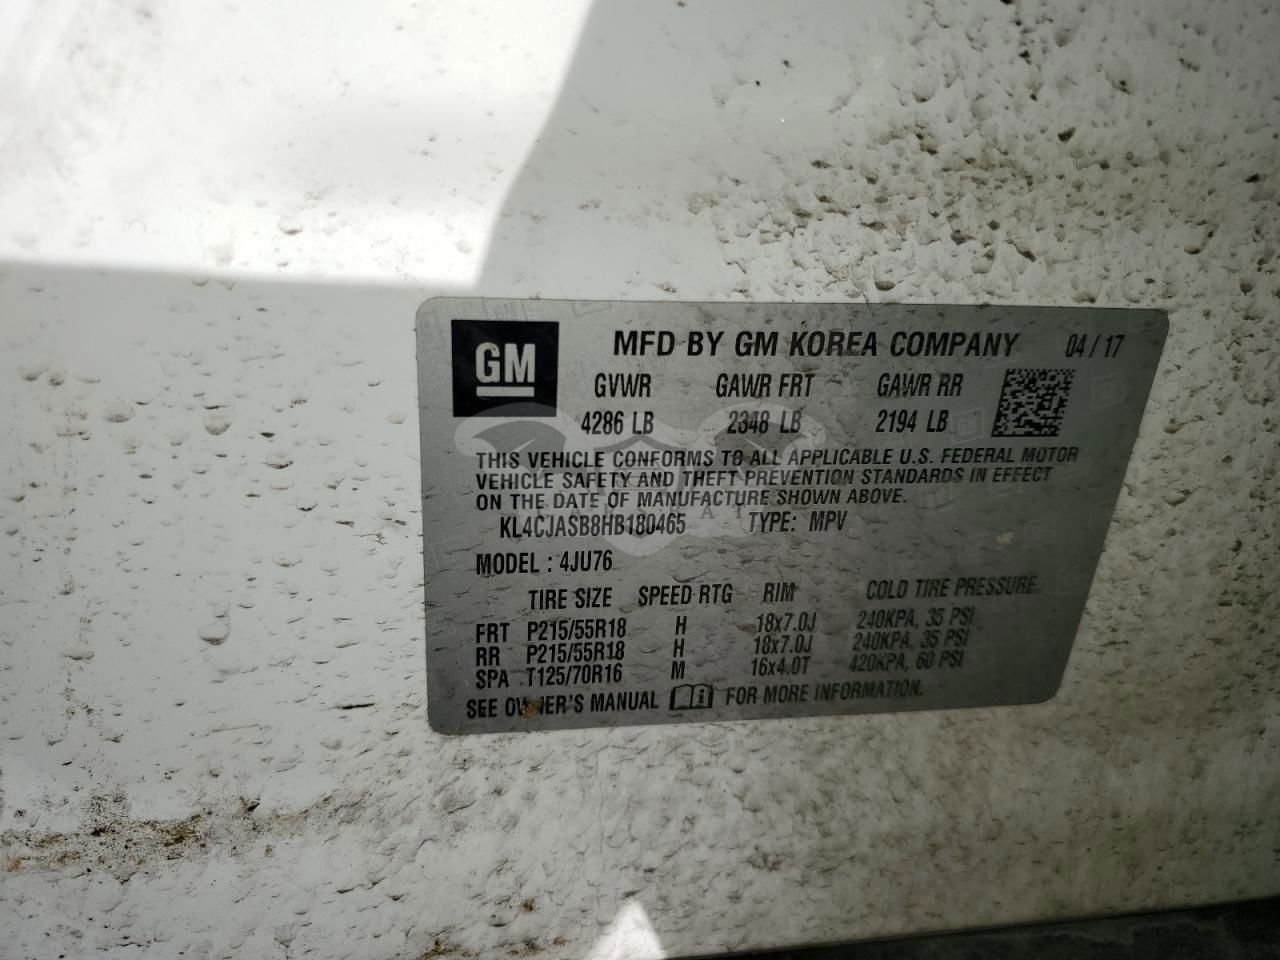 GM
MFD BY GM KOREA COMPANY 04/17
GVWR GAWR FRT GAWR RR
4286 LB 2348 LB 2194 LB
THIS VEHICLE CONFORMS TO ALL APPLICABLE U.S. FEDERAL MOTOR
VEHICLE SAFETY AND THEFT PREVENTION STANDARDS IN EFFECT
ON THE DATE OF MANUFACTURE SHOWN ABOVE.
KL4CJASB8HB180465 TYPE: MPV
MODEL : 4JU76
TIRE SIZE SPEED RTG RIM COLD TIRE PRESSURE
FRT P215/55R18 H 18x7.0J 240KPA, 35 PSI
RR P215/55R18 H 18x7.0J 240KPA, 35 PSI
SPA T125/70R16 M 16x4.0T 420KPA, 60 PSI
SEE OWNER'S MANUAL FOR MORE INFORMATION.